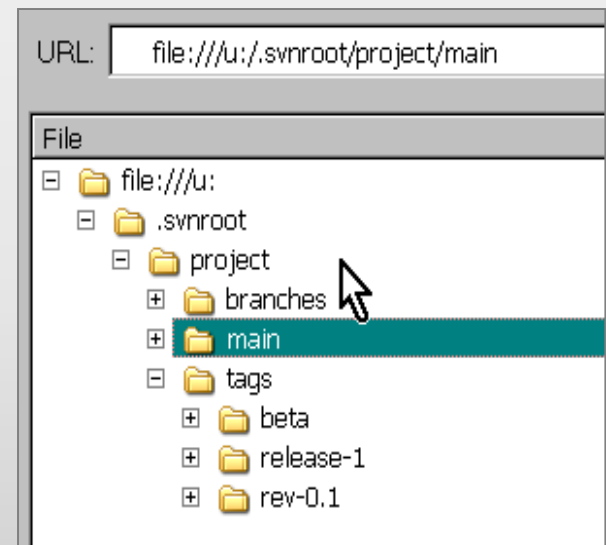 URL: file:///u:/.svnroot/project/main
File
file:///u:
.svnroot
project
branches
main
tags
beta
release-1
rev-0.1